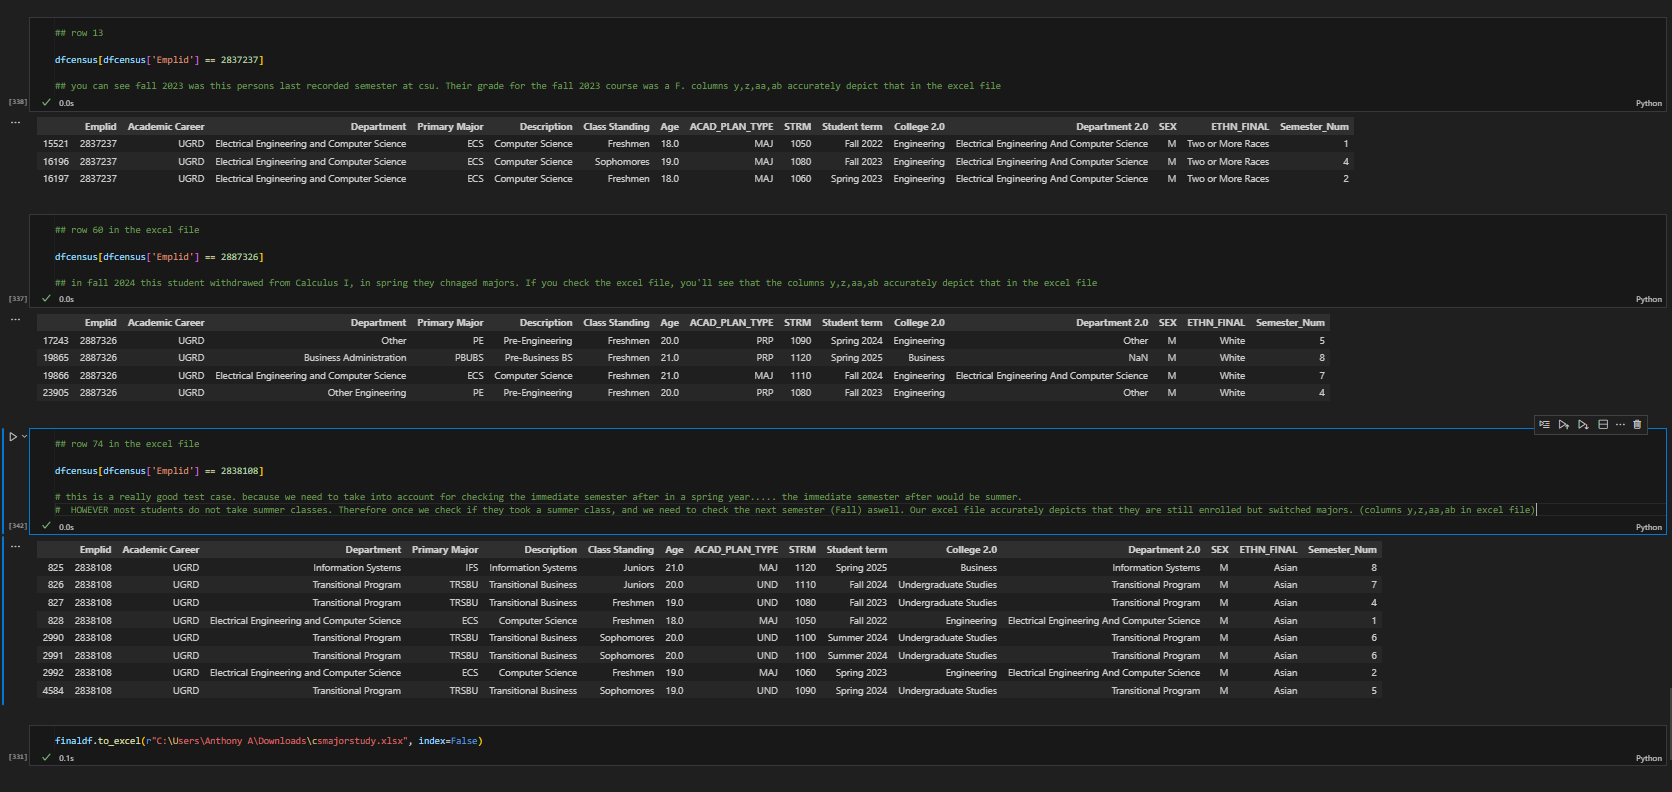 ## row 13
dfcensus[dfcensus['Emplid'] == 2837237]
## you can see fall 2023 was this persons last recorded semester at csu. Their grade for the fall 2023 course was a F. columns y,z,aa,ab accurately depict that in the excel file
[338] ✓ 0.0s Python
... Emplid Academic Career Department Primary Major Description Class Standing Age ACAD_PLAN_TYPE STRM Student term College 2.0 Department 2.0 SEX ETHN_FINAL Semester_Num
15521 2837237 UGRD Electrical Engineering and Computer Science ECS Computer Science Freshmen 18.0 MAJ 1050 Fall 2022 Engineering Electrical Engineering And Computer Science M Two or More Races 1
16196 2837237 UGRD Electrical Engineering and Computer Science ECS Computer Science Sophomores 19.0 MAJ 1080 Fall 2023 Engineering Electrical Engineering And Computer Science M Two or More Races 4
16197 2837237 UGRD Electrical Engineering and Computer Science ECS Computer Science Freshmen 18.0 MAJ 1060 Spring 2023 Engineering Electrical Engineering And Computer Science M Two or More Races 2
## row 60 in the excel file
dfcensus[dfcensus['Emplid'] == 2887326]
## in fall 2024 this student withdrawed from Calculus I, in spring they chnaged majors. If you check the excel file, you'll see that the columns y,z,aa,ab accurately depict that in the excel file
[337] ✓ 0.0s Python
... Emplid Academic Career Department Primary Major Description Class Standing Age ACAD_PLAN_TYPE STRM Student term College 2.0 Department 2.0 SEX ETHN_FINAL Semester_Num
17243 2887326 UGRD Other PE Pre-Engineering Freshmen 20.0 PRP 1090 Spring 2024 Engineering Other M White 5
19865 2887326 UGRD Business Administration PBUBS Pre-Business BS Freshmen 21.0 PRP 1120 Spring 2025 Business NaN M White 8
19866 2887326 UGRD Electrical Engineering and Computer Science ECS Computer Science Freshmen 21.0 MAJ 1110 Fall 2024 Engineering Electrical Engineering And Computer Science M White 7
23905 2887326 UGRD Other Engineering PE Pre-Engineering Freshmen 20.0 PRP 1080 Fall 2023 Engineering Other M White 4
## row 74 in the excel file
dfcensus[dfcensus['Emplid'] == 2838108]
# this is a really good test case. because we need to take into account for checking the immediate semester after in a spring year..... the immediate semester after would be summer.
# HOWEVER most students do not take summer classes. Therefore once we check if they took a summer class, and we need to check the next semester (Fall) aswell. Our excel file accurately depicts that they are still enrolled but switched majors. (columns y,z,aa,ab in excel file)
[342] ✓ 0.0s Python
... Emplid Academic Career Department Primary Major Description Class Standing Age ACAD_PLAN_TYPE STRM Student term College 2.0 Department 2.0 SEX ETHN_FINAL Semester_Num
825 2838108 UGRD Information Systems IFS Information Systems Juniors 21.0 MAJ 1120 Spring 2025 Business Information Systems M Asian 8
826 2838108 UGRD Transitional Program TRSBU Transitional Business Juniors 20.0 UND 1110 Fall 2024 Undergraduate Studies Transitional Program M Asian 7
827 2838108 UGRD Transitional Program TRSBU Transitional Business Freshmen 19.0 UND 1080 Fall 2023 Undergraduate Studies Transitional Program M Asian 4
828 2838108 UGRD Electrical Engineering and Computer Science ECS Computer Science Freshmen 18.0 MAJ 1050 Fall 2022 Engineering Electrical Engineering And Computer Science M Asian 1
2990 2838108 UGRD Transitional Program TRSBU Transitional Business Sophomores 20.0 UND 1100 Summer 2024 Undergraduate Studies Transitional Program M Asian 6
2991 2838108 UGRD Transitional Program TRSBU Transitional Business Sophomores 20.0 UND 1100 Summer 2024 Undergraduate Studies Transitional Program M Asian 6
2992 2838108 UGRD Electrical Engineering and Computer Science ECS Computer Science Freshmen 19.0 MAJ 1060 Spring 2023 Engineering Electrical Engineering And Computer Science M Asian 2
4584 2838108 UGRD Transitional Program TRSBU Transitional Business Sophomores 19.0 UND 1090 Spring 2024 Undergraduate Studies Transitional Program M Asian 5
finaldf.to_excel(r"C:\Users\Anthony A\Downloads\csmajorstudy.xlsx", index=False)
[331] ✓ 0.1s Python